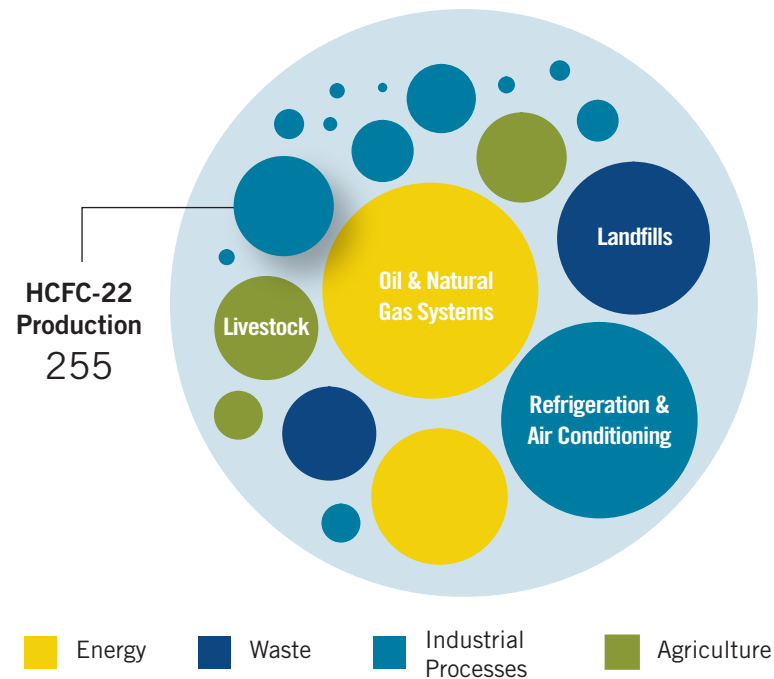 Landfills
Oil & Natural
Gas Systems
HCFC-22
Production
255
Livestock
Refrigeration &
Air Conditioning
Energy
Waste
Industrial
Processes
Agriculture